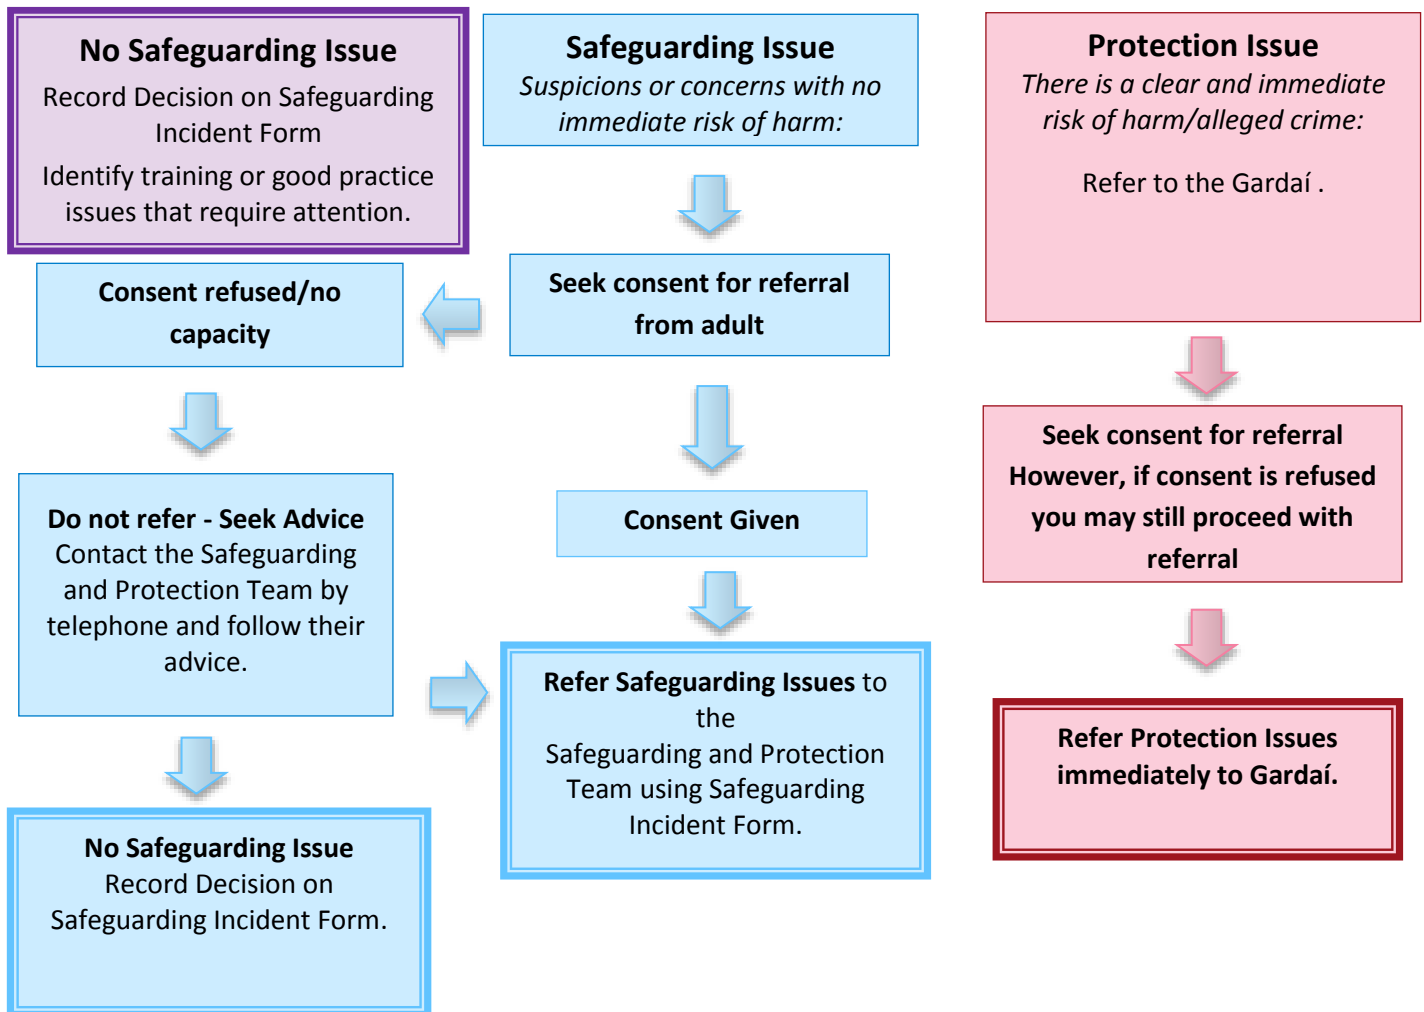 No Safeguarding Issue
Record Decision on Safeguarding
Incident Form
Identify training or good practice
issues that require attention.
Safeguarding Issue
Suspicions or concerns with no
immediate risk of harm:
Protection Issue
There is a clear and immediate
risk of harm/alleged crime:
Refer to the Gardaí .
Consent refused/no
capacity
Seek consent for referral
from adult
Do not refer - Seek Advice
Contact the Safeguarding
and Protection Team by
telephone and follow their
advice.
Consent Given
Seek consent for referral
However, if consent is refused
you may still proceed with
referral
Refer Safeguarding Issues to
the
Safeguarding and Protection
Team using Safeguarding
Incident Form.
Refer Protection Issues
immediately to Gardaí.
No Safeguarding Issue
Record Decision on
Safeguarding Incident Form.